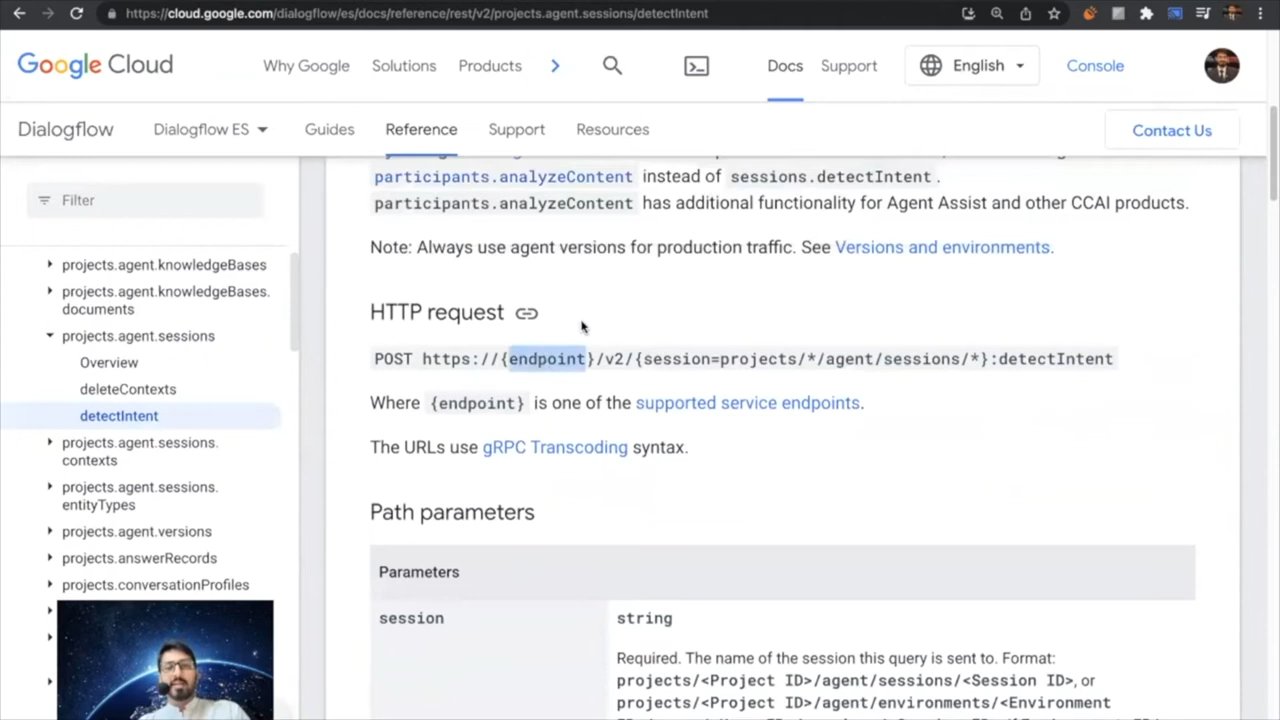 https://cloud.google.com/dialogflow/es/docs/reference/rest/v2/projects.agent.sessions/detectIntent
Google Cloud
Why Google
Solutions
Products
Docs
Support
English
Console
Dialogflow
Dialogflow ES
Guides
Reference
Support
Resources
Contact Us
Filter
projects.agent.knowledgeBases
projects.agent.knowledgeBases.
documents
projects.agent.sessions
Overview
deleteContexts
detectIntent
projects.agent.sessions.
contexts
projects.agent.sessions.
entityTypes
projects.agent.versions
projects.answerRecords
projects.conversationProfiles
participants.analyzeContent instead of sessions.detectIntent.
participants.analyzeContent has additional functionality for Agent Assist and other CCAI products.
Note: Always use agent versions for production traffic. See Versions and environments.
HTTP request
POST https://{endpoint}/v2/{session=projects/*/agent/sessions/*}:detectIntent
Where {endpoint} is one of the supported service endpoints.
The URLs use gRPC Transcoding syntax.
Path parameters
Parameters
session
string
Required. The name of the session this query is sent to. Format:
projects/<Project ID>/agent/sessions/<Session ID>, or
projects/<Project ID>/agent/environments/<Environment